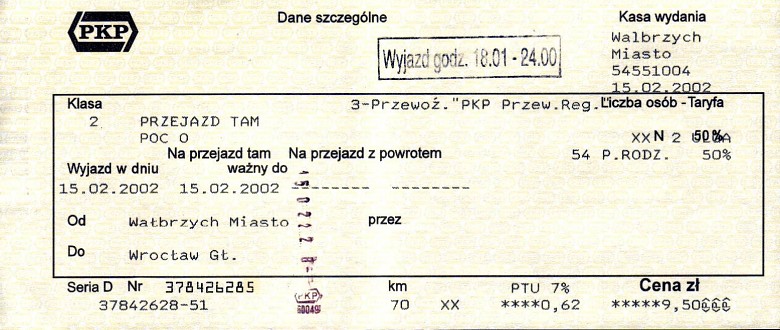 PKP
Dane szczególne
Kasa wydania
Wałbrzych
Miasto
54551004
15.02.2002
Wyjazd godz. 18.01 - 24.00
Klasa
3-Przewoź."PKP Przew.Reg.
Liczba osób - Taryfa
2 PRZEJAZD TAM
POC O
XX N 2 50%
Na przejazd tam Na przejazd z powrotem
54 P.RODZ. 50%
Wyjazd w dniu ważny do
15.02.2002 15.02.2002 -------- --------
Od Wałbrzych Miasto przez
Do Wrocław Gł.
Seria D Nr 378426285
km
PTU 7%
Cena zł
37842628-51
PKP
70 XX ****0,62 *****9,50